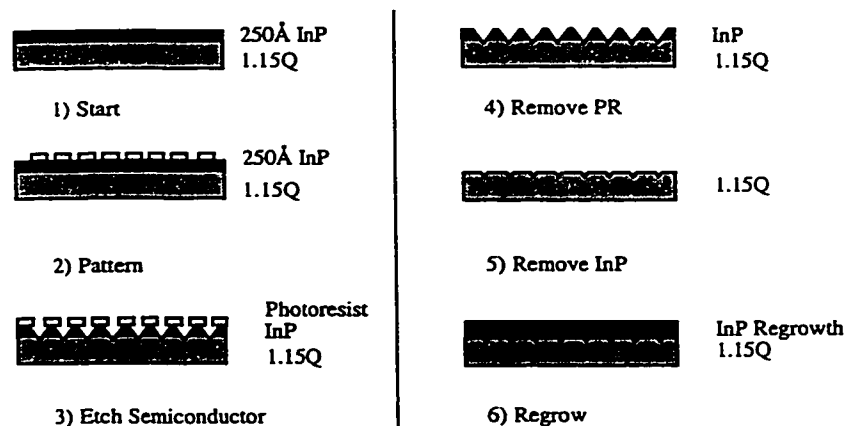 250Å InP
1.15Q
1) Start
250Å InP
1.15Q
2) Pattern
Photoresist
InP
1.15Q
3) Etch Semiconductor
InP
1.15Q
4) Remove PR
1.15Q
5) Remove InP
InP Regrowth
1.15Q
6) Regrow